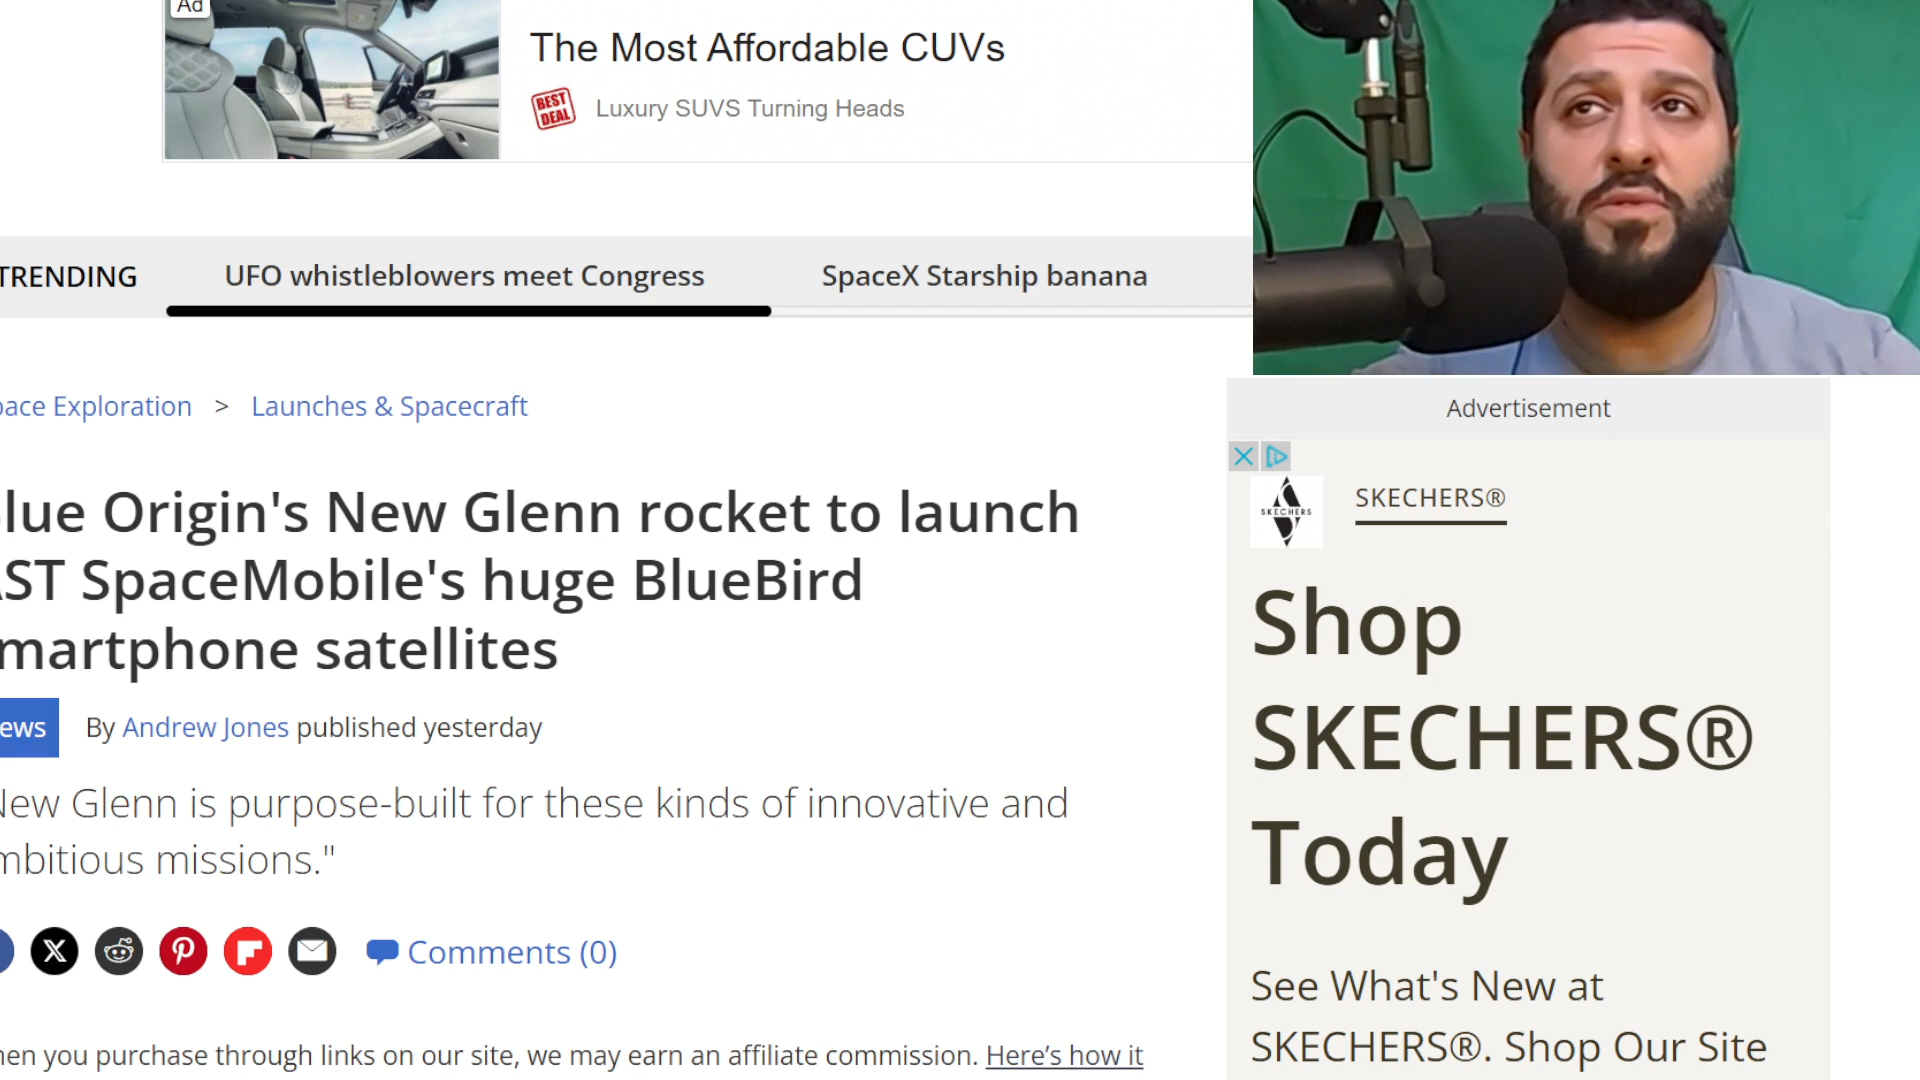 Ad
The Most Affordable CUVs
BEST
DEAL
Luxury SUVS Turning Heads
TRENDING
UFO whistleblowers meet Congress
SpaceX Starship banana
pace Exploration > Launches & Spacecraft
Advertisement
lue Origin's New Glenn rocket to launch
AST SpaceMobile's huge BlueBird
martphone satellites
ews
By Andrew Jones published yesterday
New Glenn is purpose-built for these kinds of innovative and
mbitious missions."
Comments (0)
hen you purchase through links on our site, we may earn an affiliate commission. Here's how it
SKECHERS
SKECHERS®
Shop
SKECHERS®
Today
See What's New at
SKECHERS®. Shop Our Site